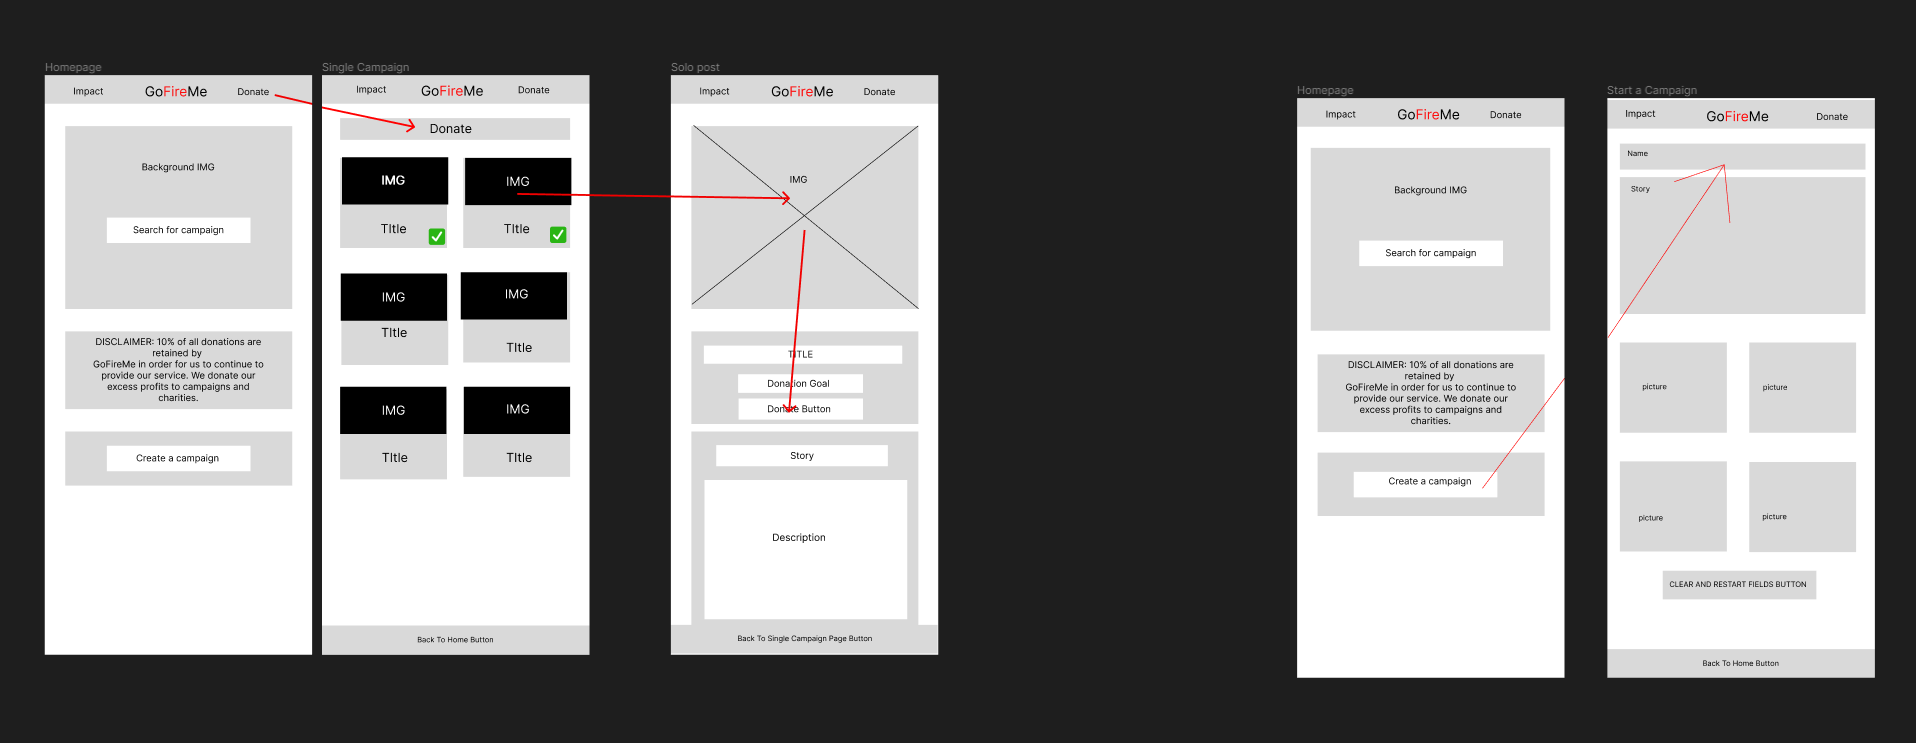 Homepage
Impact
GoFireMe
Donate
Background IMG
Search for campaign
DISCLAIMER: 10% of all donations are
retained by
GoFireMe in order for us to continue to
provide our service. We donate our
excess profits to campaigns and
charities.
Create a campaign
Single Campaign
Impact
GoFireMe
Donate
Donate
IMG
IMG
TItle
TItle
IMG
IMG
TItle
TItle
IMG
IMG
TItle
TItle
Back To Home Button
Solo post
Impact
GoFireMe
Donate
IMG
TITLE
Donation Goal
Donate Button
Story
Description
Back To Single Campaign Page Button
Homepage
Impact
GoFireMe
Donate
Background IMG
Search for campaign
DISCLAIMER: 10% of all donations are
retained by
GoFireMe in order for us to continue to
provide our service. We donate our
excess profits to campaigns and
charities.
Create a campaign
Start a Campaign
Impact
GoFireMe
Donate
Name
Story
picture
picture
picture
picture
CLEAR AND RESTART FIELDS BUTTON
Back To Home Button